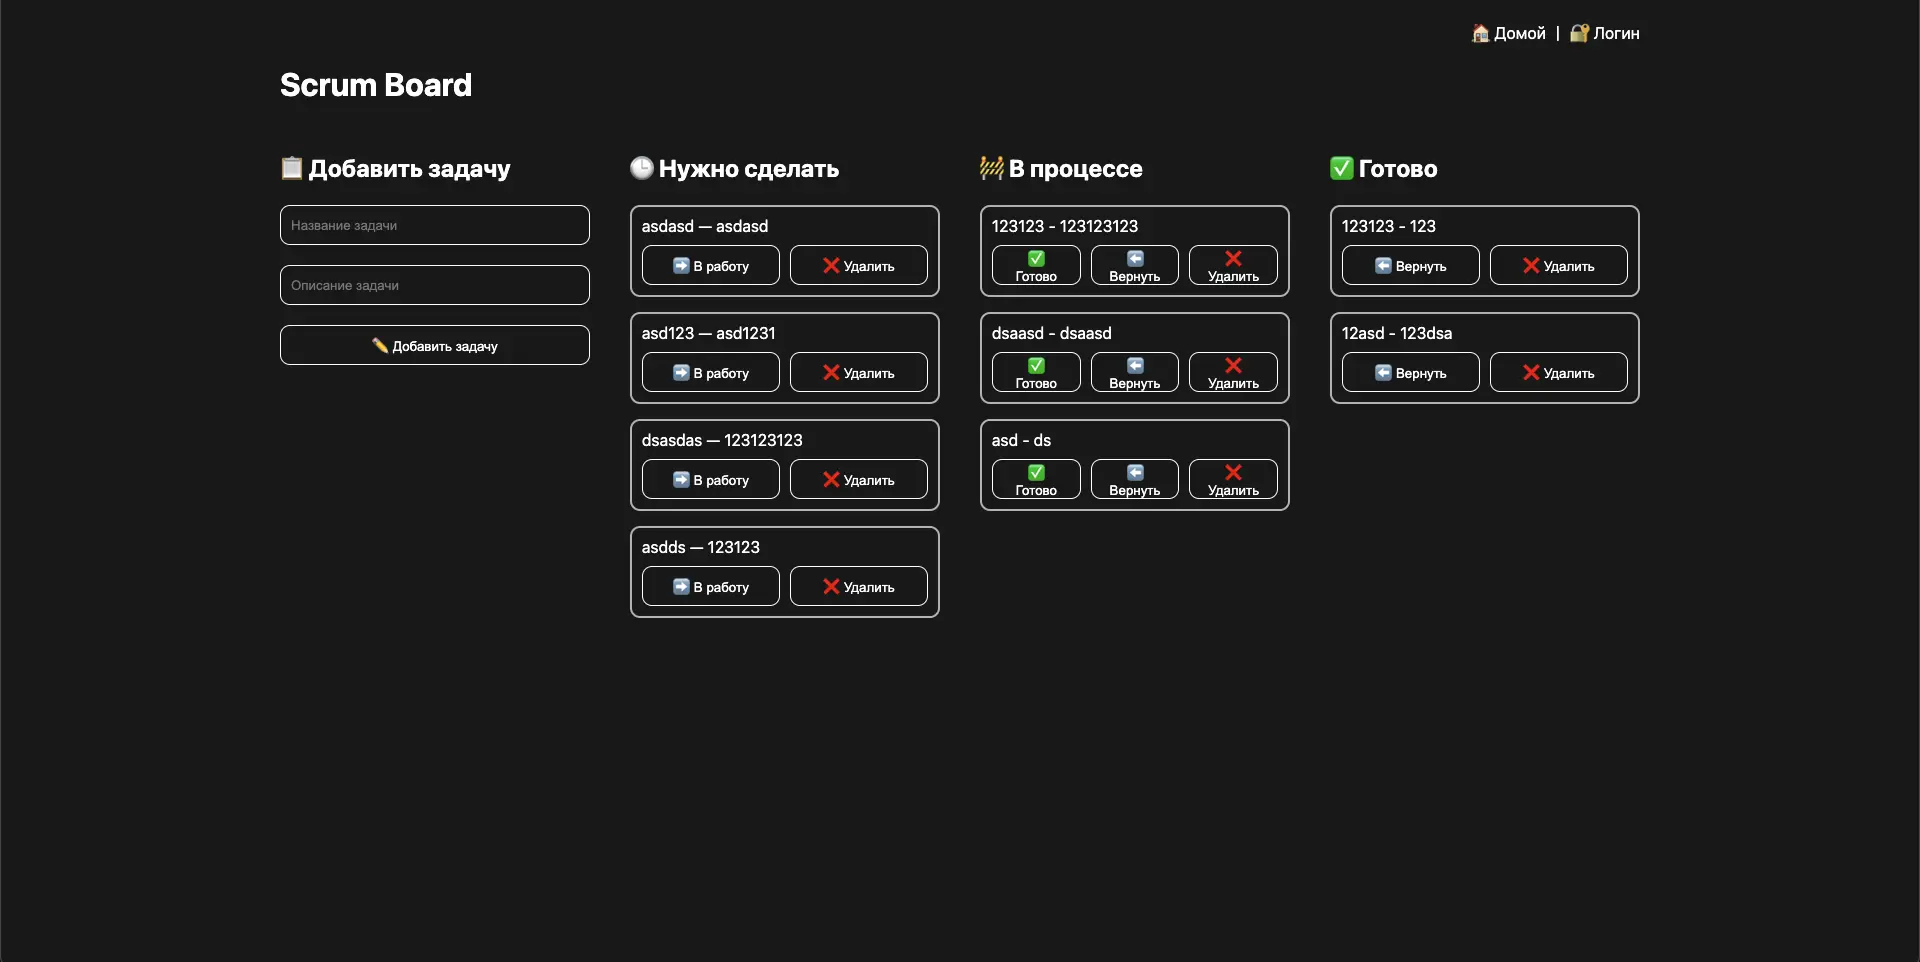 🏠 Домой | 🔐 Логин
Scrum Board
📋 Добавить задачу
Название задачи
Описание задачи
✏️ Добавить задачу
🕒 Нужно сделать
asdasd — asdasd
➡️ В работу ❌ Удалить
asd123 — asd1231
➡️ В работу ❌ Удалить
dsasdas — 123123123
➡️ В работу ❌ Удалить
asdds — 123123
➡️ В работу ❌ Удалить
🚧 В процессе
123123 - 123123123
✅ Готово ⬅️ Вернуть ❌ Удалить
dsaasd - dsaasd
✅ Готово ⬅️ Вернуть ❌ Удалить
asd - ds
✅ Готово ⬅️ Вернуть ❌ Удалить
✅ Готово
123123 - 123
⬅️ Вернуть ❌ Удалить
12asd - 123dsa
⬅️ Вернуть ❌ Удалить